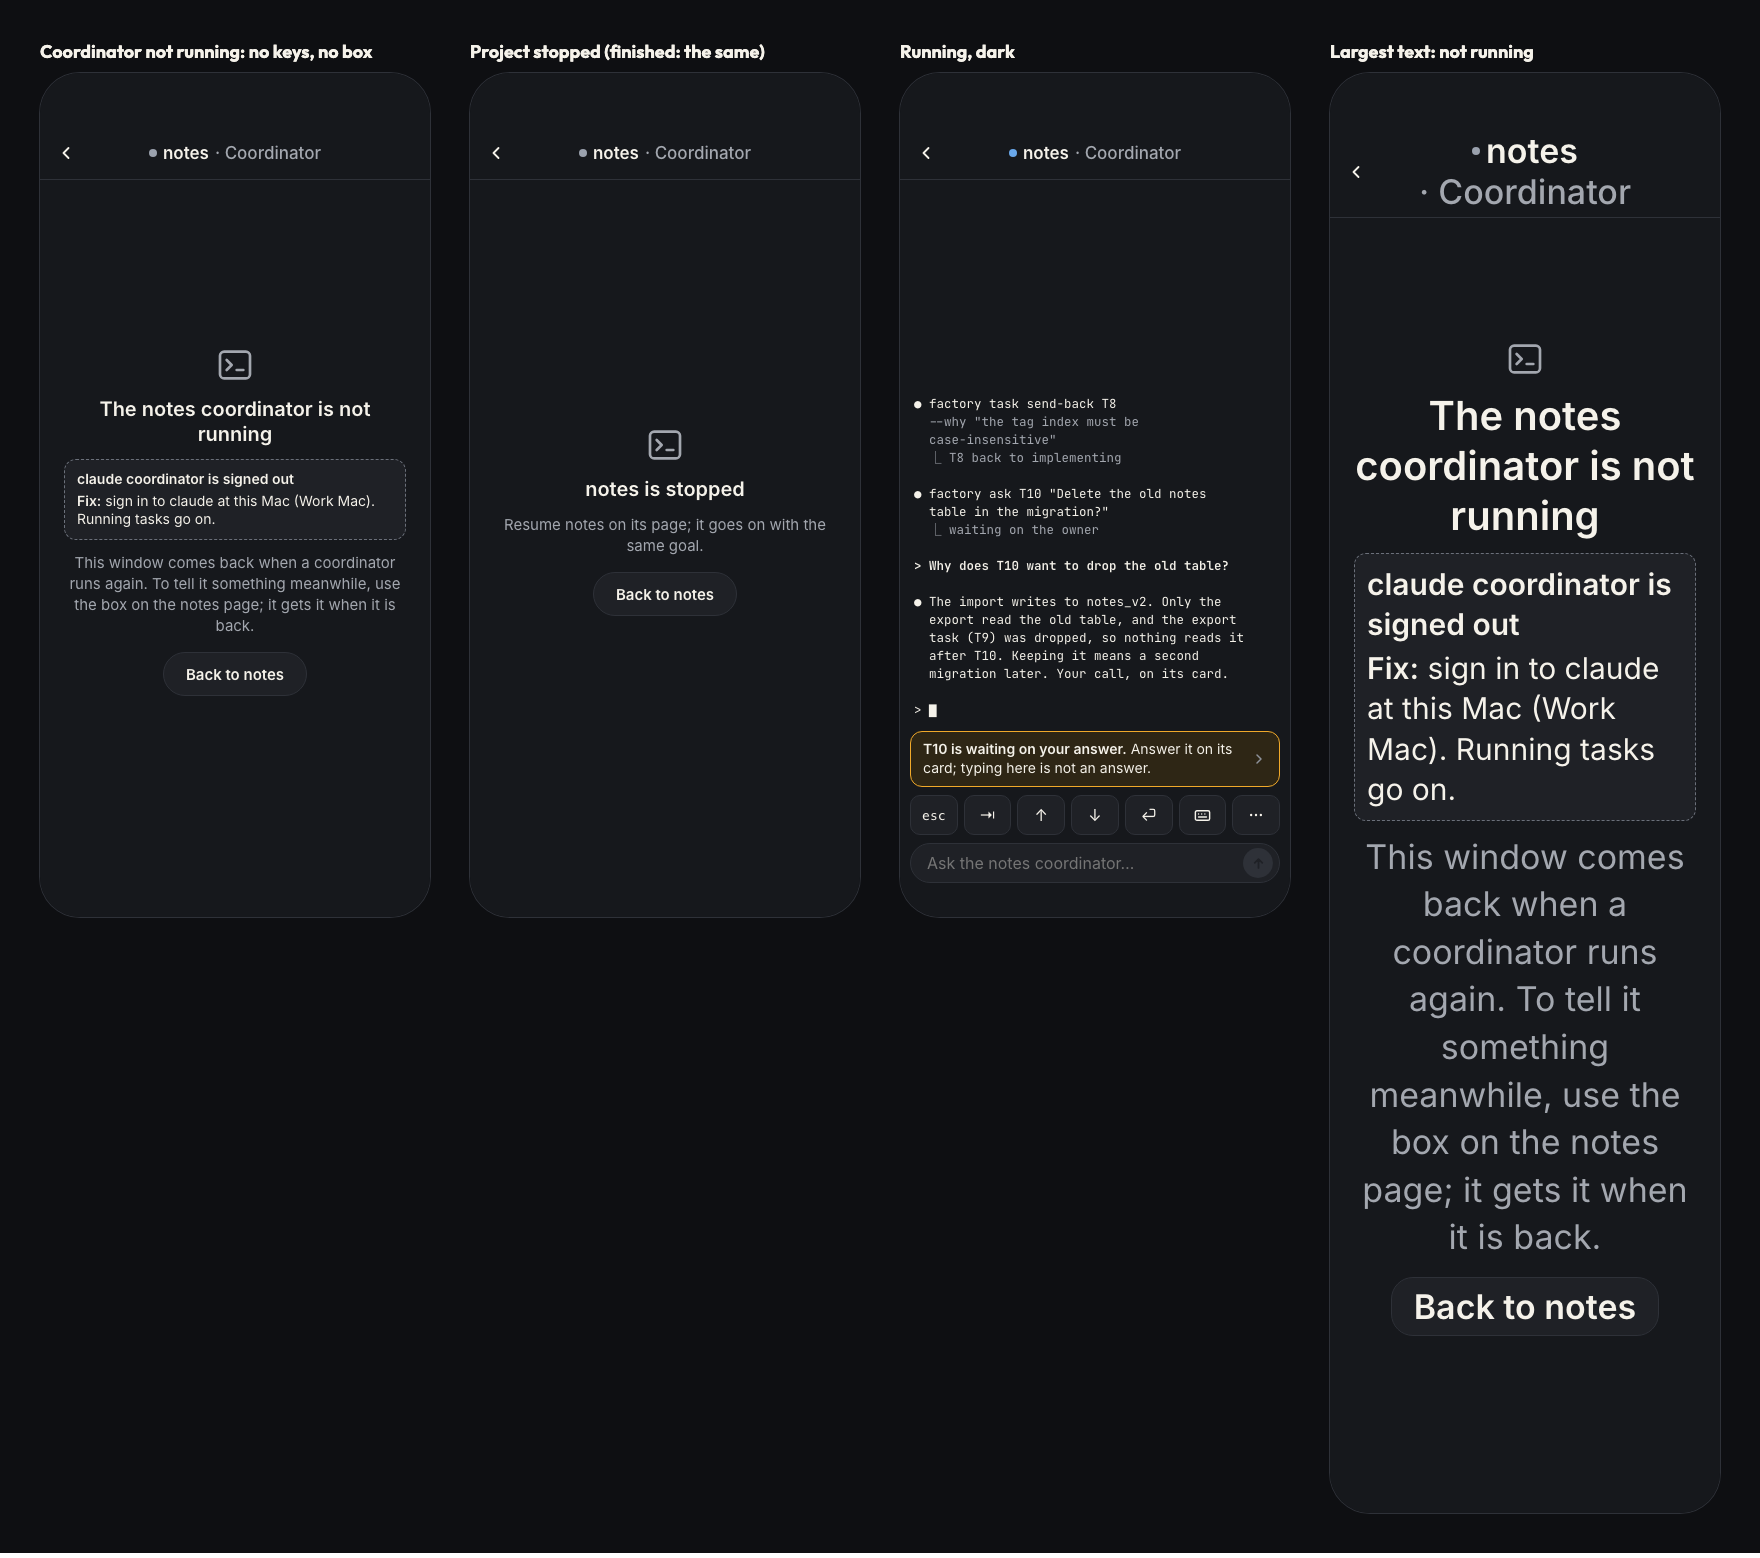 Coordinator not running: no keys, no box
notes · Coordinator
The notes coordinator is not
running
claude coordinator is signed out
Fix: sign in to claude at this Mac (Work Mac).
Running tasks go on.
This window comes back when a coordinator
runs again. To tell it something meanwhile, use
the box on the notes page; it gets it when it is
back.
Back to notes
Project stopped (finished: the same)
notes · Coordinator
notes is stopped
Resume notes on its page; it goes on with the
same goal.
Back to notes
Running, dark
notes · Coordinator
● factory task send-back T8
--why "the tag index must be
case-insensitive"
⎿ T8 back to implementing
● factory ask T10 "Delete the old notes
table in the migration?"
⎿ waiting on the owner
> Why does T10 want to drop the old table?
● The import writes to notes_v2. Only the
export read the old table, and the export
task (T9) was dropped, so nothing reads it
after T10. Keeping it means a second
migration later. Your call, on its card.
>
T10 is waiting on your answer. Answer it on its
card; typing here is not an answer.
esc
Ask the notes coordinator...
Largest text: not running
notes
· Coordinator
The notes
coordinator is not
running
claude coordinator is
signed out
Fix: sign in to claude
at this Mac (Work
Mac). Running tasks
go on.
This window comes
back when a
coordinator runs
again. To tell it
something
meanwhile, use the
box on the notes
page; it gets it when
it is back.
Back to notes